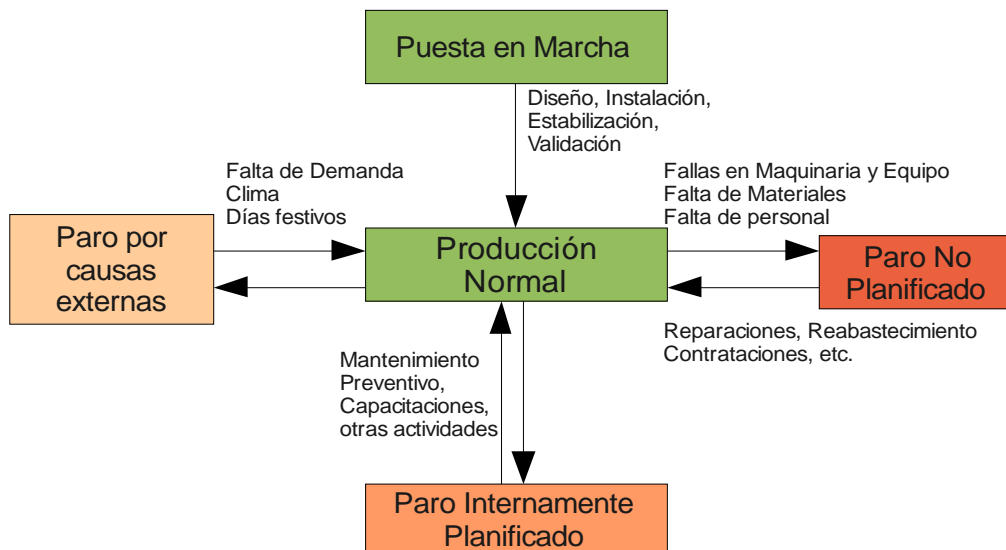 Puesta en Marcha
Diseño, Instalación,
Estabilización,
Validación
Falta de Demanda
Clima
Días festivos
Fallas en Maquinaria y Equipo
Falta de Materiales
Falta de personal
Paro por
causas
externas
Producción
Normal
Paro No
Planificado
Reparaciones, Reabastecimiento
Contrataciones, etc.
Mantenimiento
Preventivo,
Capacitaciones,
otras actividades
Paro Internamente
Planificado